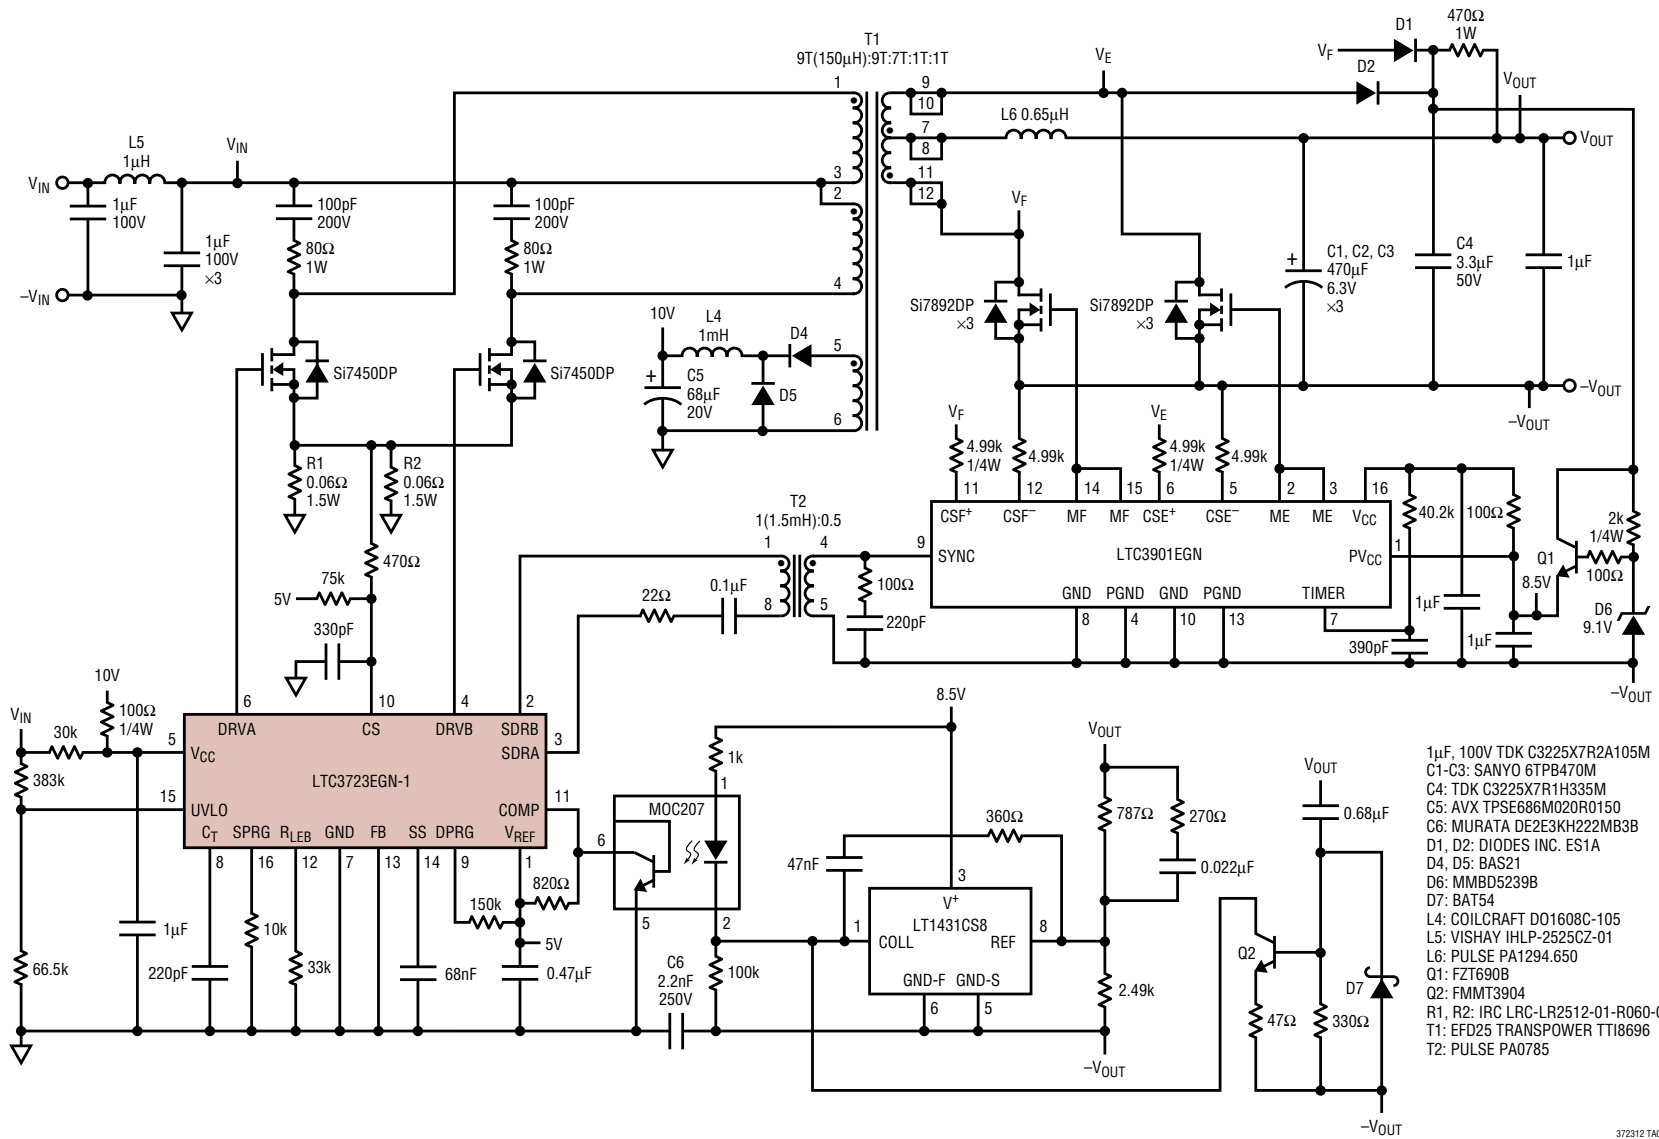 T1
9T(150µH):9T:7T:1T:1T
D1
470Ω
1W
VF
D2
VE
VOUT
1
9
10
L6 0.65µH
7
8
VOUT
L5
1µH
VIN
VIN
3
2
11
12
1µF
100V
1µF
100V
×3
–VIN
100pF
200V
80Ω
1W
100pF
200V
80Ω
1W
4
VF
Si7892DP
×3
Si7892DP
×3
C1, C2, C3
470µF
6.3V
×3
C4
3.3µF
50V
1µF
+
10V
L4
1mH
D4
5
+
C5
68µF
20V
D5
6
Si7450DP
Si7450DP
–VOUT
–VOUT
R1
0.06Ω
1.5W
R2
0.06Ω
1.5W
VF
4.99k
1/4W
4.99k
VE
4.99k
1/4W
4.99k
11
12
14
15
6
5
2
3
16
CSF+
CSF–
MF
MF
CSE+
CSE–
ME
ME
VCC
40.2k
100Ω
2k
1/4W
T2
1(1.5mH):0.5
1
4
9
SYNC
LTC3901EGN
PVCC
1
Q1
100Ω
8.5V
470Ω
75k
5V
22Ω
0.1µF
8
5
100Ω
220pF
GND
PGND
GND
PGND
TIMER
8
4
10
13
7
1µF
390pF
1µF
D6
9.1V
330pF
–VOUT
10V
100Ω
1/4W
VIN
30k
383k
6
10
4
2
DRVA
CS
DRVB
SDRB
SDRA
3
5
VCC
LTC3723EGN-1
15
UVLO
COMP
11
CT
SPRG
RLEB
GND
FB
SS
DPRG
VREF
8
16
12
7
13
14
9
1
8.5V
1k
1
MOC207
6
5
2
820Ω
150k
5V
66.5k
1µF
220pF
10k
33k
68nF
0.47µF
C6
2.2nF
250V
100k
VOUT
360Ω
47nF
787Ω
270Ω
0.022µF
3
V+
1
COLL
LT1431CS8
REF
8
GND-F
GND-S
6
5
2.49k
–VOUT
VOUT
0.68µF
Q2
47Ω
330Ω
D7
–VOUT
1µF, 100V TDK C3225X7R2A105M
C1-C3: SANYO 6TPB470M
C4: TDK C3225X7R1H335M
C5: AVX TPSE686M020R0150
C6: MURATA DE2E3KH222MB3B
D1, D2: DIODES INC. ES1A
D4, D5: BAS21
D6: MMBD5239B
D7: BAT54
L4: COILCRAFT DO1608C-105
L5: VISHAY IHLP-2525CZ-01
L6: PULSE PA1294.650
Q1: FZT690B
Q2: FMMT3904
R1, R2: IRC LRC-LR2512-01-R060-
T1: EFD25 TRANSPOWER TTI8696
T2: PULSE PA0785
372312